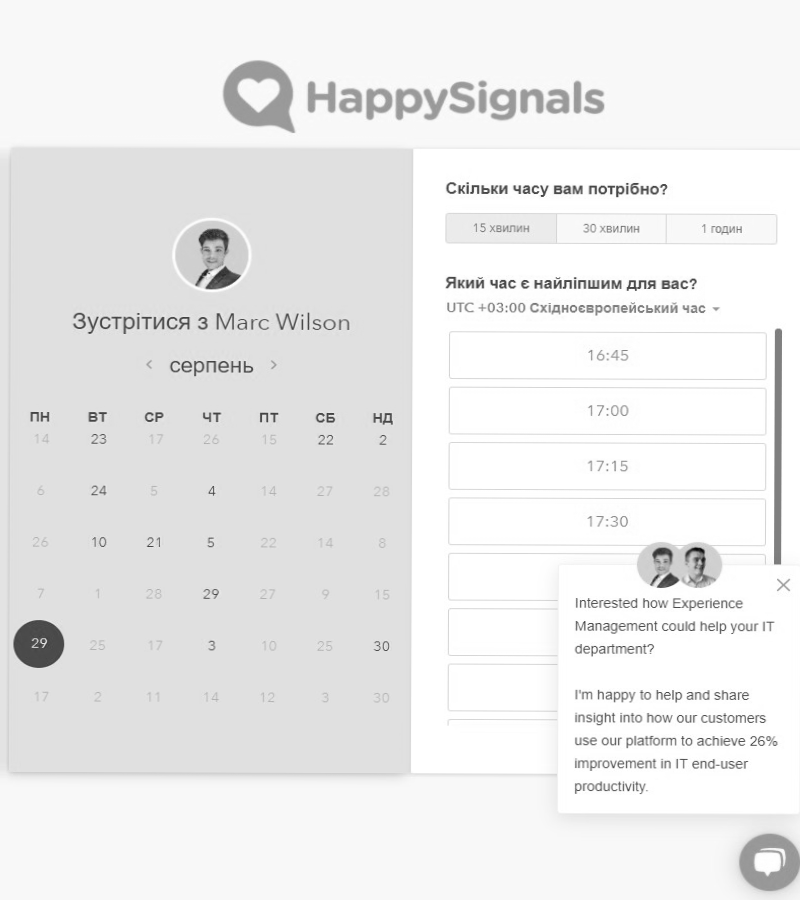 HappySignals
Зустрітися з Marc Wilson
серпень
ПН ВТ СР ЧТ ПТ СБ НД
14 23 17 26 15 22 2
6 24 5 4 14 27 28
26 10 21 5 22 14 8
7 1 28 29 27 9 15
29 25 17 3 10 25 30
17 2 11 14 12 3 30
Скільки часу вам потрібно?
15 хвилин 30 хвилин 1 годин
Який час є найліпшим для вас?
UTC +03:00 Східноєвропейський час
16:45
17:00
17:15
17:30
Interested how Experience
Management could help your IT
department?
I'm happy to help and share
insight into how our customers
use our platform to achieve 26%
improvement in IT end-user
productivity.